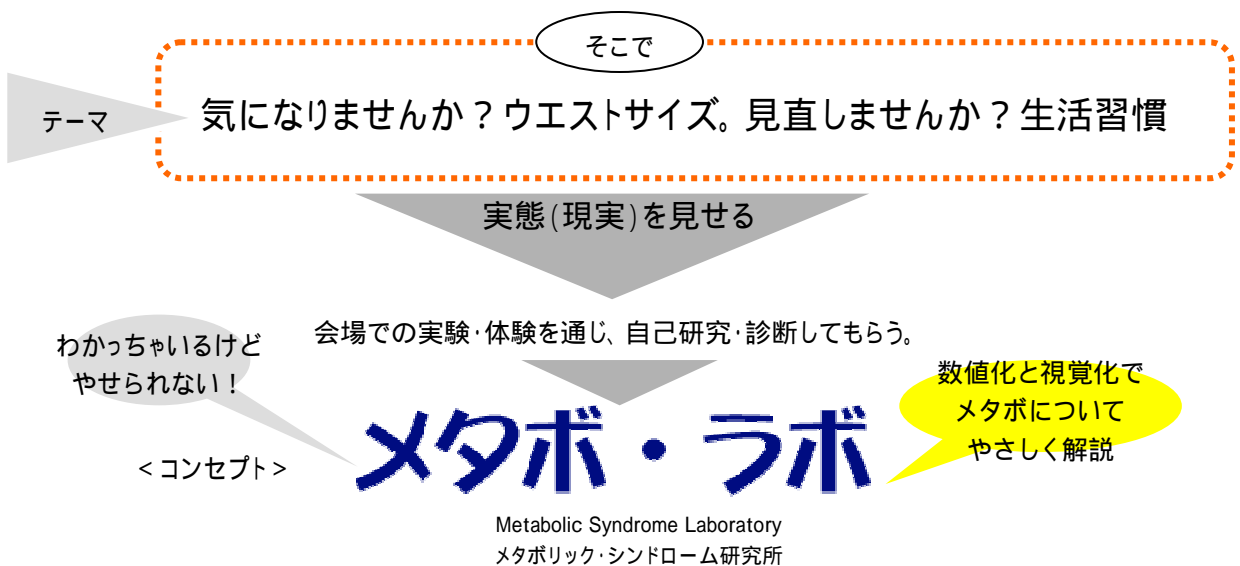 そこで
テーマ
気になりませんか？ウエストサイズ。見直しませんか？生活習慣
実態(現実)を見せる
会場での実験・体験を通じ、自己研究・診断してもらう。
わかっちゃいるけど
やせられない！
数値化と視覚化で
メタボについて
やさしく解説
<コンセプト>
メタボ・ラボ
Metabolic Syndrome Laboratory
メタボリック・シンドローム研究所